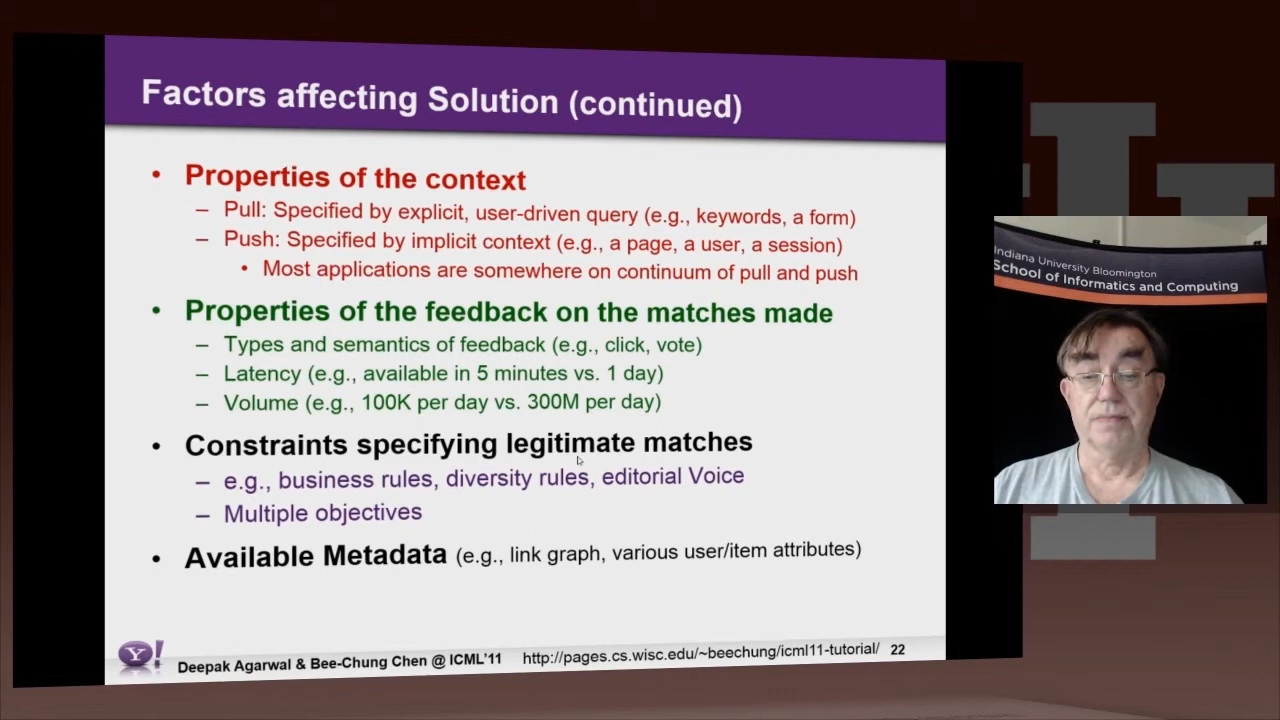 Factors affecting Solution (continued)
• Properties of the context
– Pull: Specified by explicit, user-driven query (e.g., keywords, a form)
– Push: Specified by implicit context (e.g., a page, a user, a session)
• Most applications are somewhere on continuum of pull and push
• Properties of the feedback on the matches made
– Types and semantics of feedback (e.g., click, vote)
– Latency (e.g., available in 5 minutes vs. 1 day)
– Volume (e.g., 100K per day vs. 300M per day)
• Constraints specifying legitimate matches
– e.g., business rules, diversity rules, editorial Voice
– Multiple objectives
• Available Metadata (e.g., link graph, various user/item attributes)
Y! Deepak Agarwal & Bee-Chung Chen @ ICML'11 http://pages.cs.wisc.edu/~beechung/icml11-tutorial/ 22
Indiana University Bloomington
School of Informatics and Computing